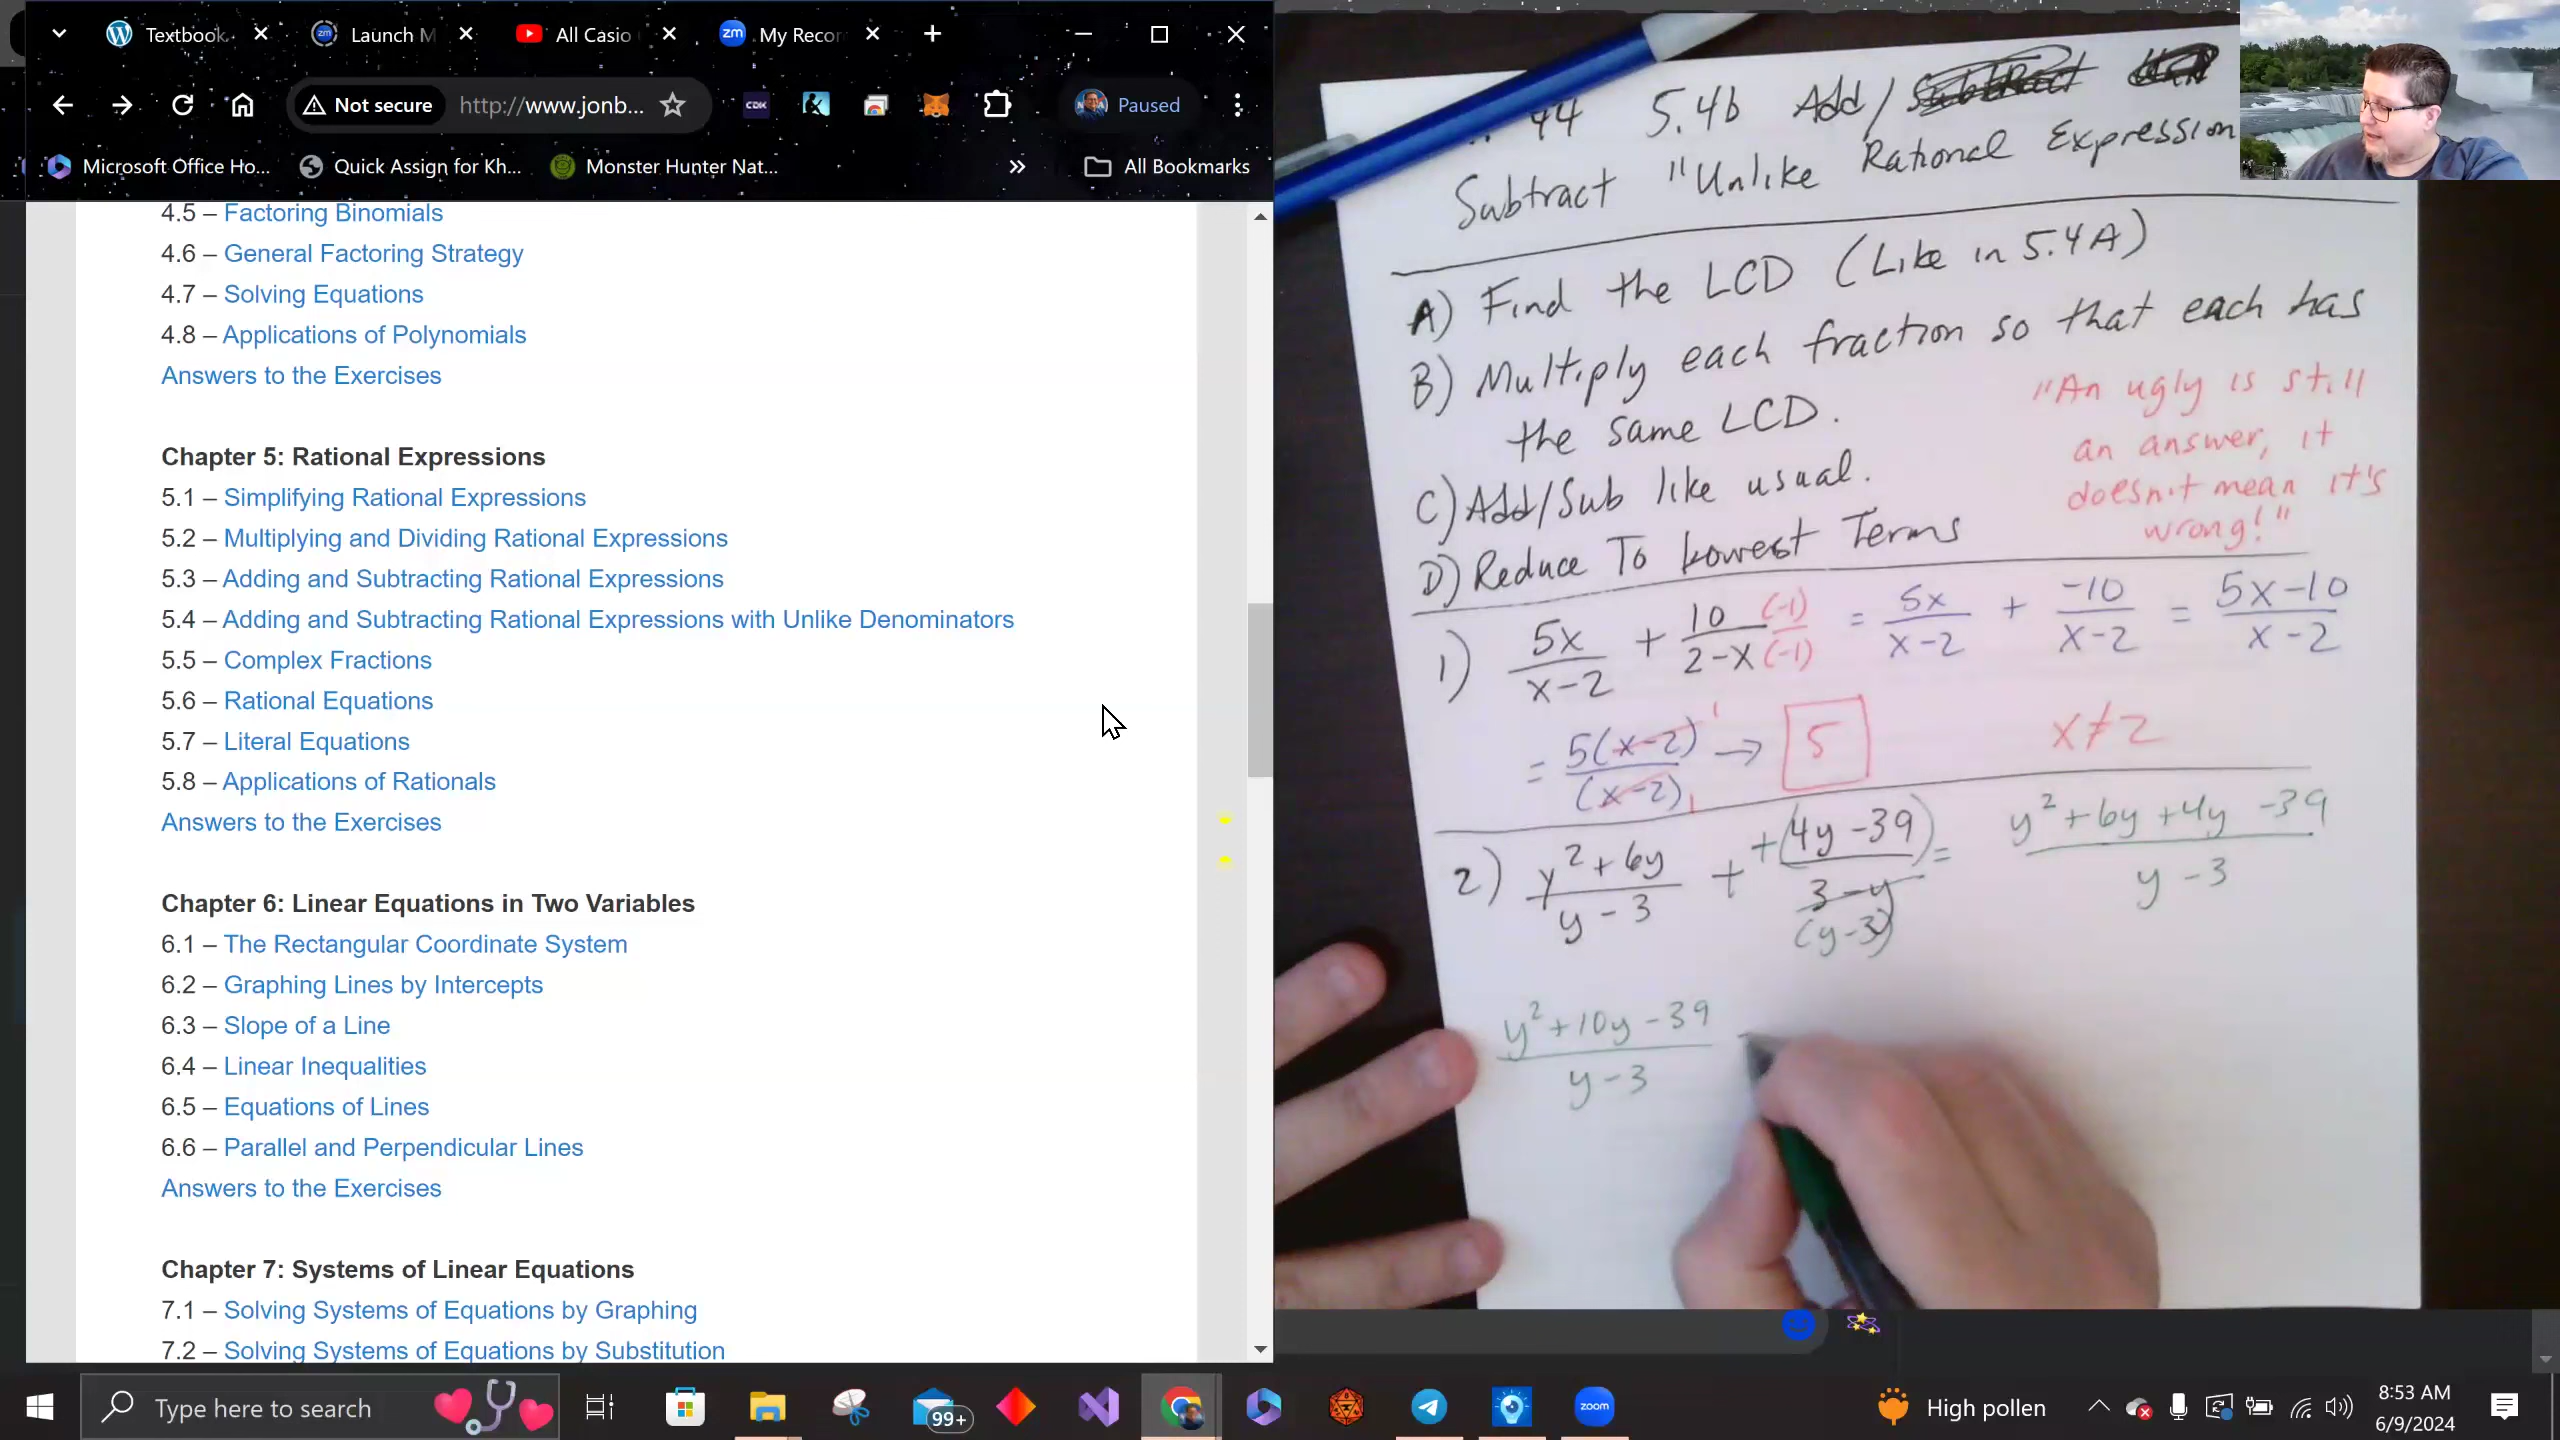 Textbook
Launch M
All Casio
My Recor
Not secure
http://www.jonb...
Paused
Microsoft Office Ho...
Quick Assign for Kh...
Monster Hunter Nat...
»
All Bookmarks
4.5 – Factoring Binomials
4.6 – General Factoring Strategy
4.7 – Solving Equations
4.8 – Applications of Polynomials
Answers to the Exercises
Chapter 5: Rational Expressions
5.1 – Simplifying Rational Expressions
5.2 – Multiplying and Dividing Rational Expressions
5.3 – Adding and Subtracting Rational Expressions
5.4 – Adding and Subtracting Rational Expressions with Unlike Denominators
5.5 – Complex Fractions
5.6 – Rational Equations
5.7 – Literal Equations
5.8 – Applications of Rationals
Answers to the Exercises
Chapter 6: Linear Equations in Two Variables
6.1 – The Rectangular Coordinate System
6.2 – Graphing Lines by Intercepts
6.3 – Slope of a Line
6.4 – Linear Inequalities
6.5 – Equations of Lines
6.6 – Parallel and Perpendicular Lines
Answers to the Exercises
Chapter 7: Systems of Linear Equations
7.1 – Solving Systems of Equations by Graphing
7.2 – Solving Systems of Equations by Substitution
44 5.4b Add/
Subtract "Unlike Rational Expression
A) Find the LCD (Like in 5.4A)
B) Multiply each fraction so that each has
the same LCD.
C) Add/Sub like usual.
D) Reduce To Lowest Terms
"An ugly is still
an answer, it
doesn't mean it's
wrong!"
1) 5x/(x-2) + 10(-1)/2-x(-1) = 5x/(x-2) + -10/(x-2) = (5x-10)/(x-2)
= 5(x-2)/(x-2) → 5 x≠2
2) (y²+6y)/(y-3) + +(4y-39)/(3-y) (y-3) = (y²+6y+4y-39)/(y-3)
(y²+10y-39)/(y-3)
Type here to search
99+
zoom
High pollen
8:53 AM
6/9/2024